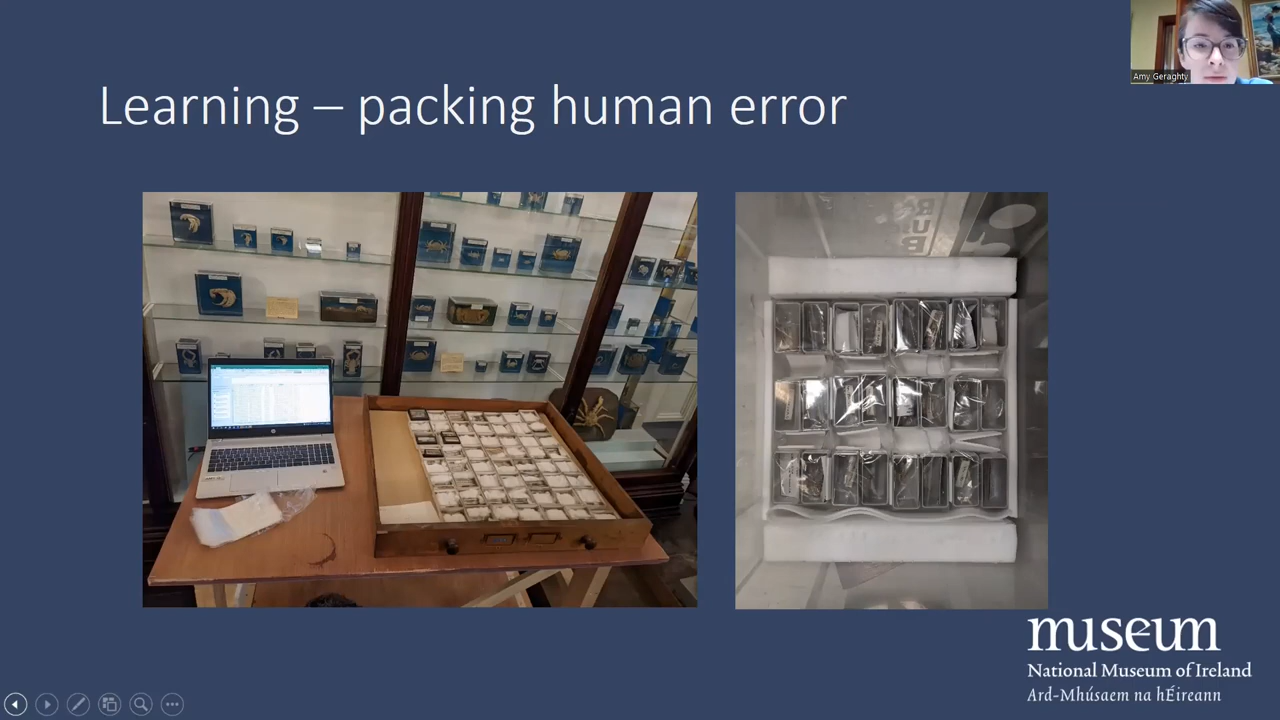 Amy Geraghty
Learning – packing human error
museum
National Museum of Ireland
Ard-Mhúsaem na hÉireann